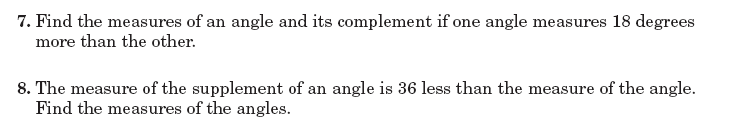 7. Find the measures of an angle and its complement if one angle measures 18 degrees
more than the other.
8. The measure of the supplement of an angle is 36 less than the measure of the angle.
Find the measures of the angles.